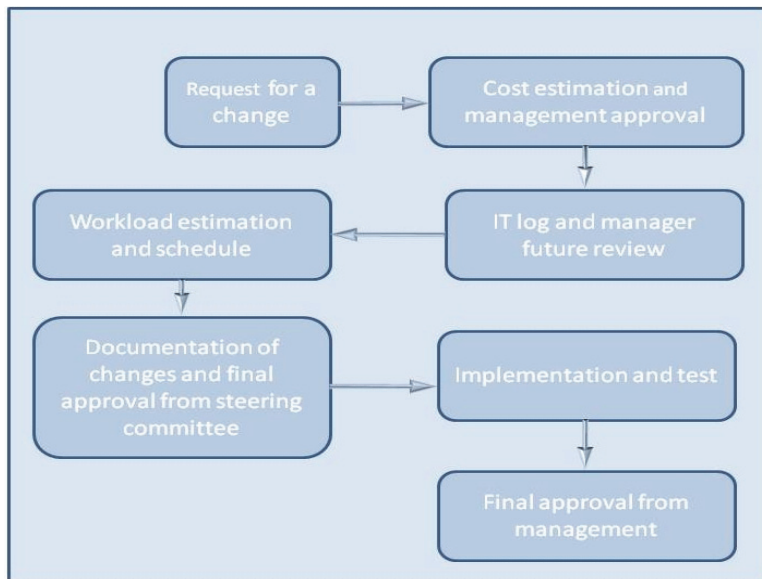 Request for a
change
Cost estimation and
management approval
IT log and manager
future review
Workload estimation
and schedule
Documentation of
changes and final
approval from steering
committee
Implementation and test
Final approval from
management